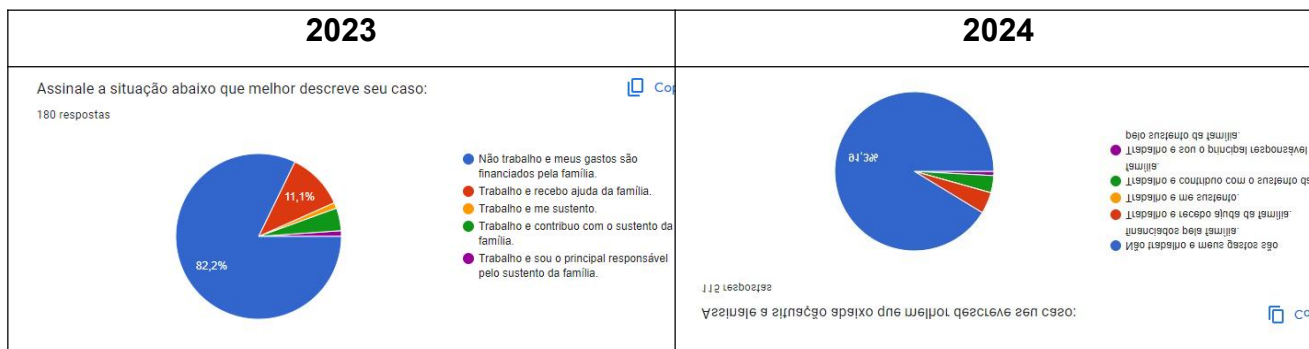 2023
Assinale a situação abaixo que melhor descreve seu caso:
Cop
180 respostas
Não trabalho e meus gastos são
financiados pela família.
Trabalho e recebo ajuda da família.
Trabalho e me sustento.
Trabalho e contribuo com o sustento da
família.
Trabalho e sou o principal responsável
pelo sustento da família.
11,1%
82,2%
2024
Assinale a situação abaixo que melhor descreve seu caso:
Co
115 respostas
Não trabalho e meus gastos são
financiados pela família.
Trabalho e recebo ajuda da família.
Trabalho e me sustento.
Trabalho e contribuo com o sustento da
família.
Trabalho e sou o principal responsável
pelo sustento da família.
91,3%